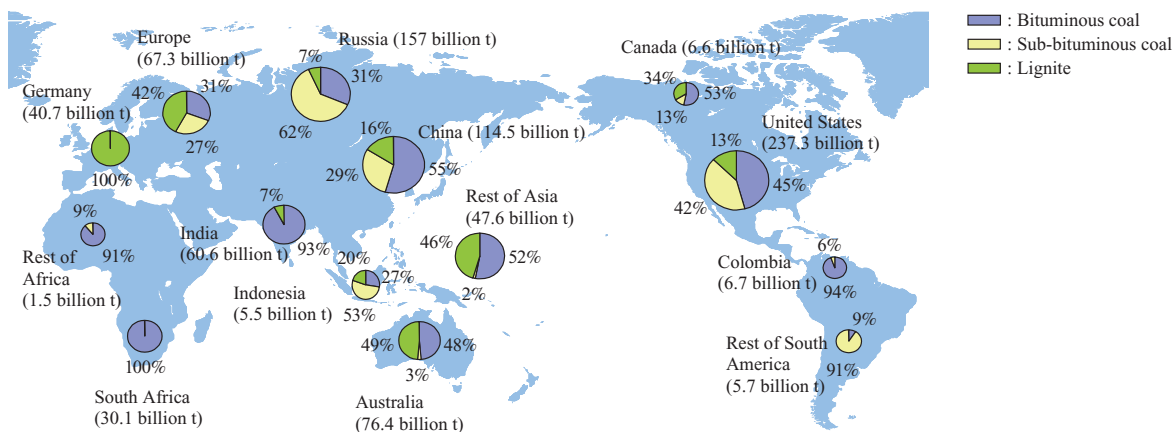 : Bituminous coal
: Sub-bituminous coal
: Lignite
Europe
(67.3 billion t)
42%
31%
27%
Germany
(40.7 billion t)
100%
Russia (157 billion t)
7%
31%
62%
China (114.5 billion t)
16%
29%
55%
Canada (6.6 billion t)
34%
53%
13%
United States
(237.3 billion t)
13%
45%
42%
9%
91%
Rest of
Africa
(1.5 billion t)
India
(60.6 billion t)
7%
93%
Rest of Asia
(47.6 billion t)
46%
52%
2%
Indonesia
(5.5 billion t)
20%
27%
53%
Colombia
(6.7 billion t)
6%
94%
100%
South Africa
(30.1 billion t)
49%
48%
3%
Australia
(76.4 billion t)
Rest of South
America
(5.7 billion t)
9%
91%